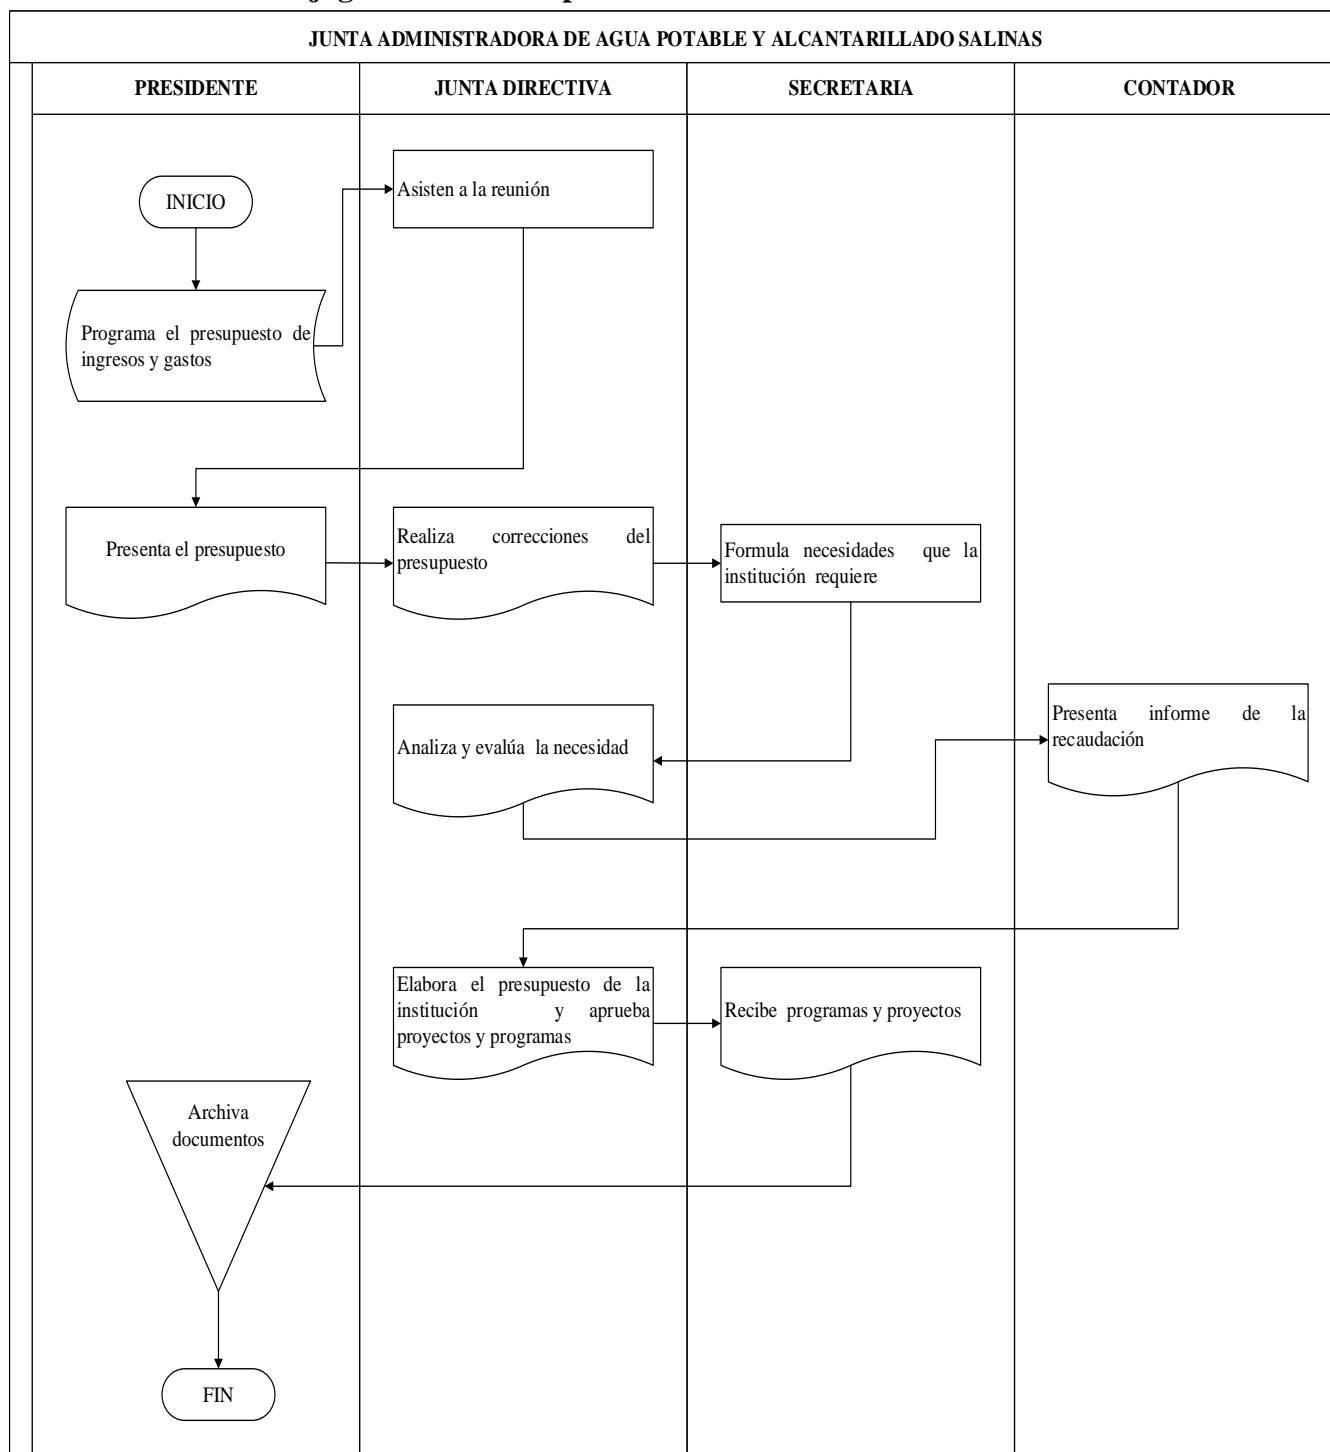 JUNTA ADMINISTRADORA DE AGUA POTABLE Y ALCANTARILLADO SALINAS
PRESIDENTE
JUNTA DIRECTIVA
SECRETARIA
CONTADOR
INICIO
Asisten a la reunión
Programa el presupuesto de
ingresos y gastos
Presenta el presupuesto
Realiza correcciones del
presupuesto
Formula necesidades que la
institución requiere
Analiza y evalúa la necesidad
Presenta informe de la
recaudación
Elabora el presupuesto de la
institución y aprueba
proyectos y programas
Recibe programas y proyectos
Archiva
documentos
FIN